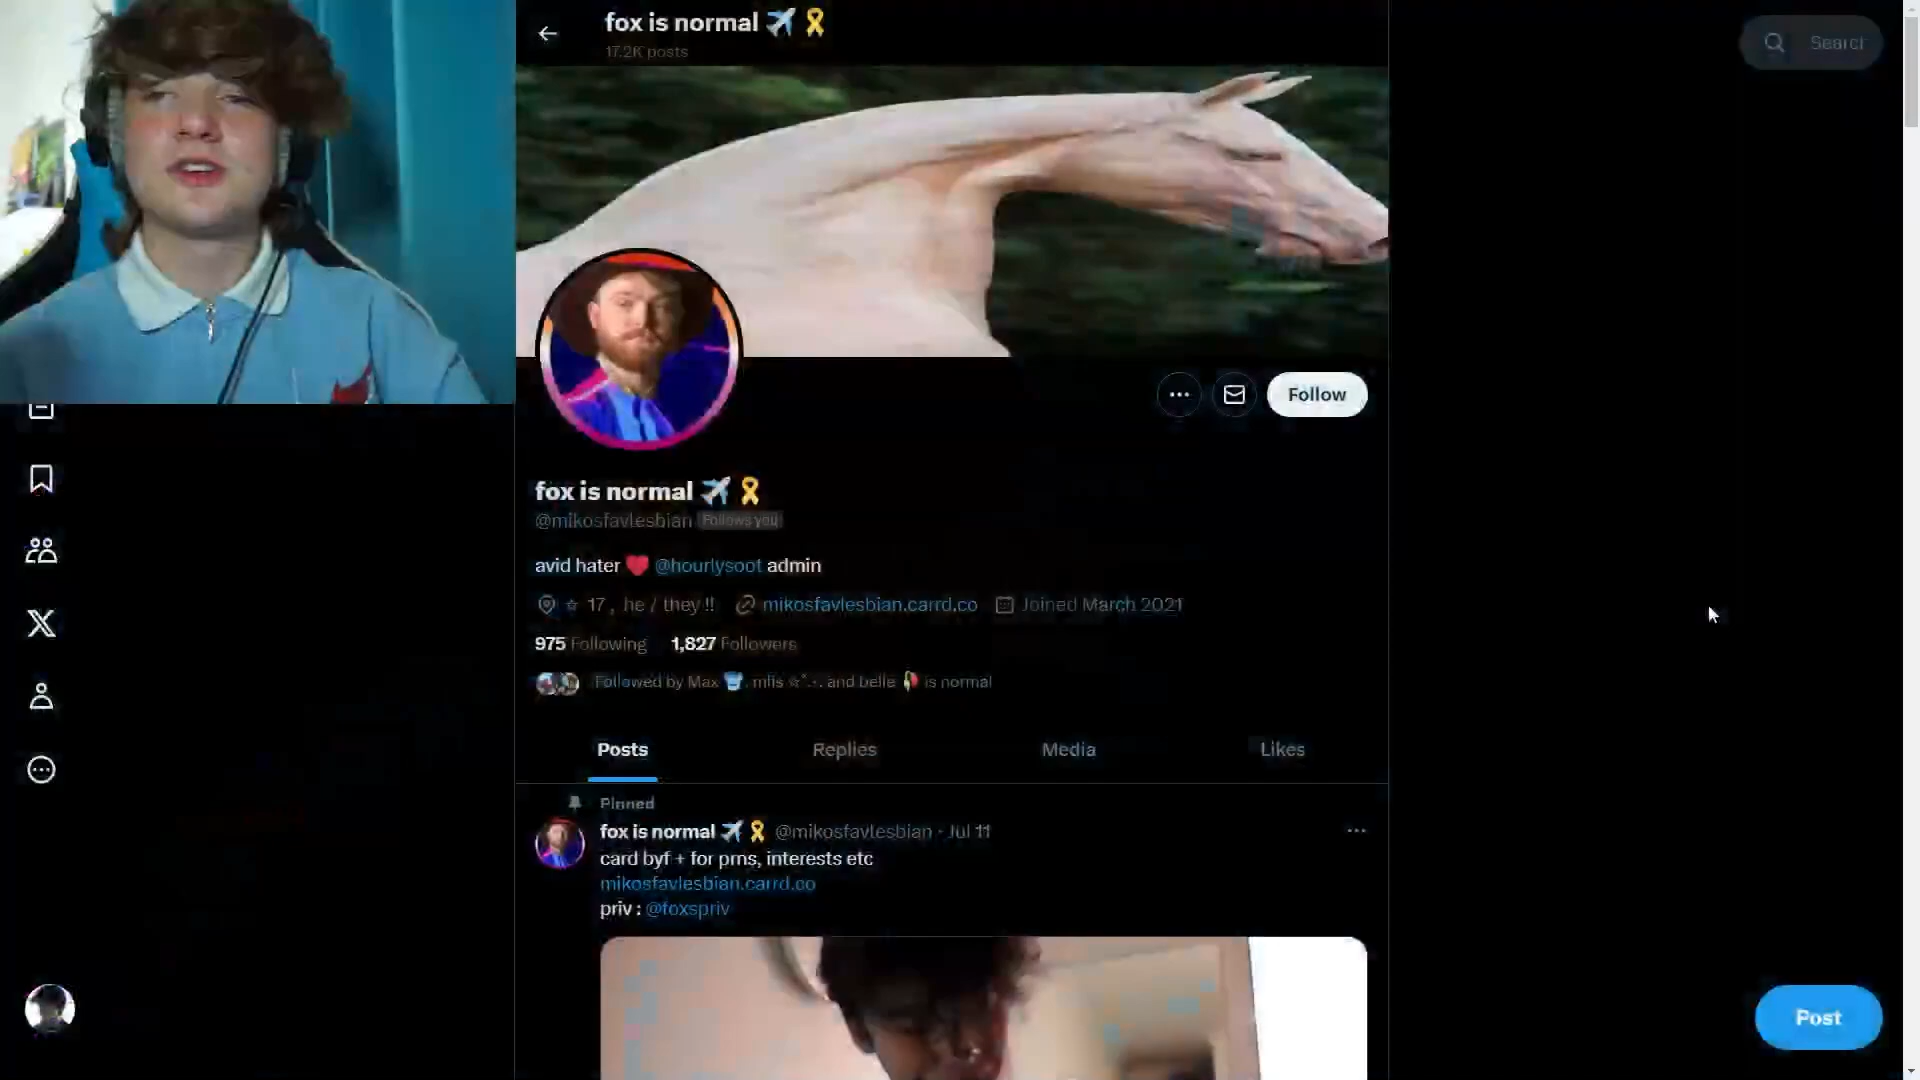 fox is normal ✈️ 🎗️
17.2K posts
Search
Follow
fox is normal ✈️ 🎗️
@mikosfavlesbian Follows you
avid hater ❤️ @hourlysoot admin
☆ 17 , he / they !! mikosfavlesbian.carrd.co Joined March 2021
975 Following 1,827 Followers
Followed by Max and belle is normal
Posts Replies Media Likes
Pinned
fox is normal ✈️ 🎗️ @mikosfavlesbian · Jul 11
card byf + for prns, interests etc
mikosfavlesbian.carrd.co
priv : @foxspriv
Post